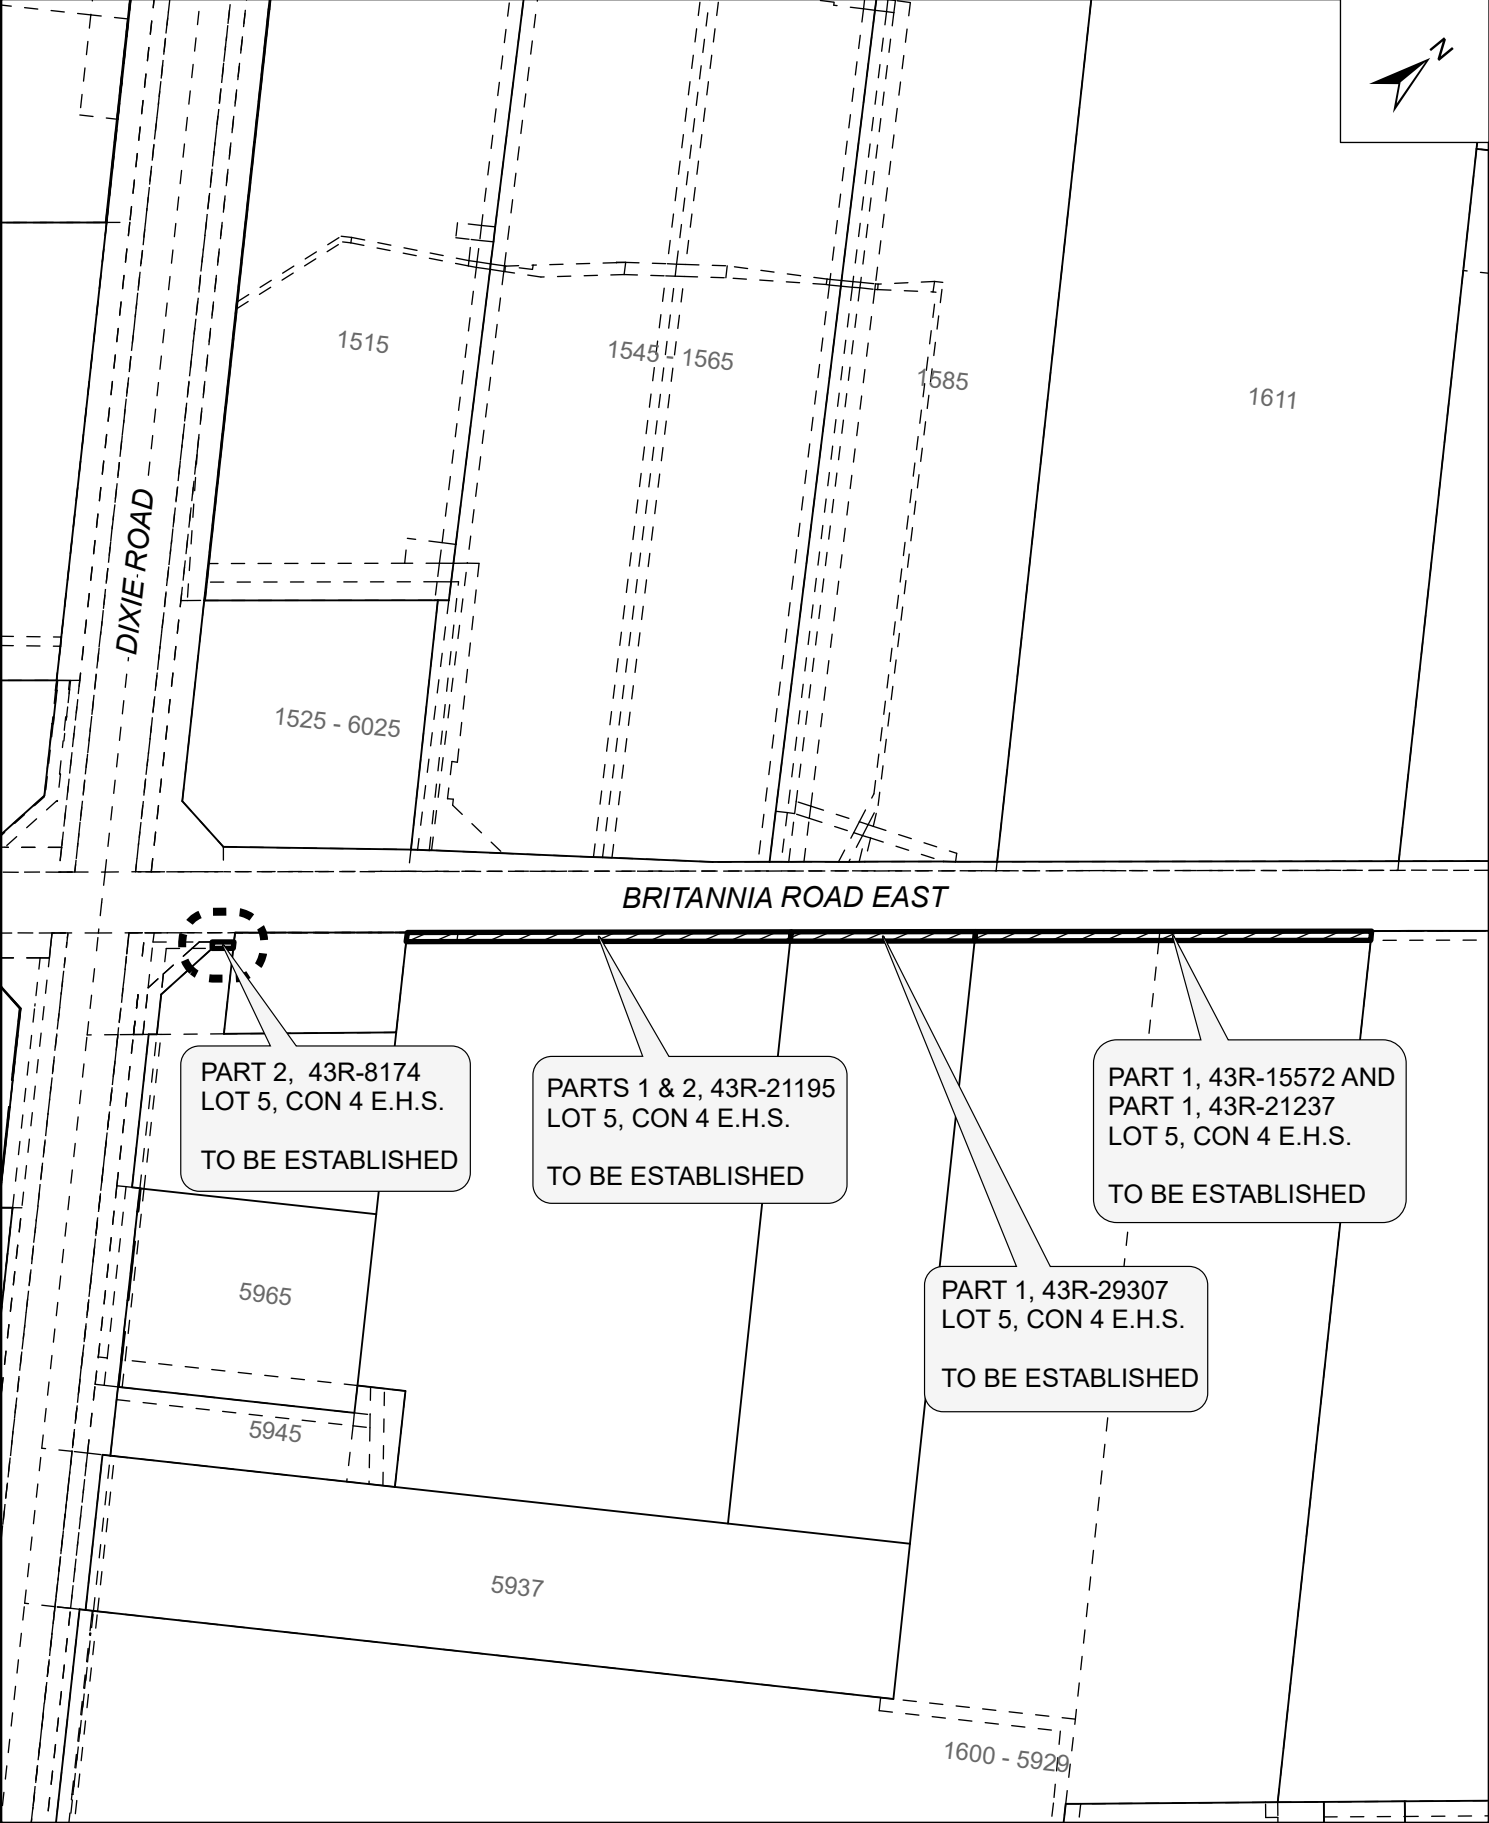 N
1515
1545 - 1565
1585
1611
DIXIE ROAD
1525 - 6025
BRITANNIA ROAD EAST
PART 2, 43R-8174
LOT 5, CON 4 E.H.S.
TO BE ESTABLISHED
PARTS 1 & 2, 43R-21195
LOT 5, CON 4 E.H.S.
TO BE ESTABLISHED
PART 1, 43R-15572 AND
PART 1, 43R-21237
LOT 5, CON 4 E.H.S.
TO BE ESTABLISHED
PART 1, 43R-29307
LOT 5, CON 4 E.H.S.
TO BE ESTABLISHED
5965
5945
5937
1600 - 5929